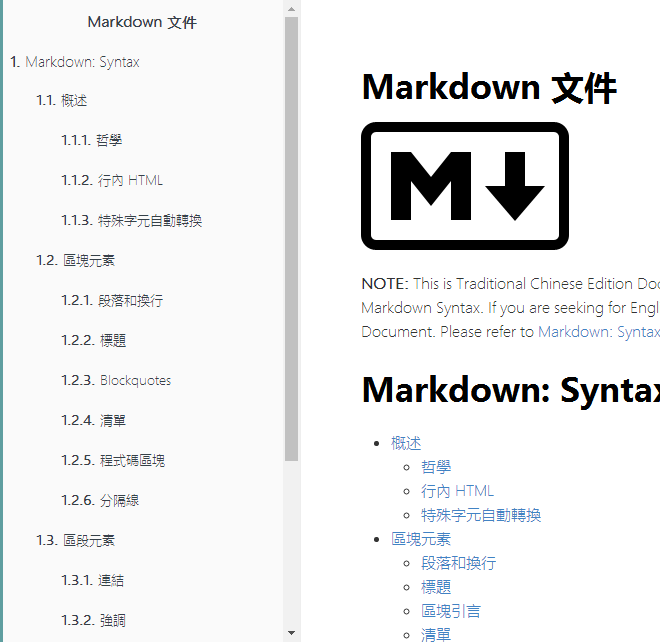 Markdown 文件
1. Markdown: Syntax
1.1. 概述
1.1.1. 哲學
1.1.2. 行內 HTML
1.1.3. 特殊字元自動轉換
1.2. 區塊元素
1.2.1. 段落和換行
1.2.2. 標題
1.2.3. Blockquotes
1.2.4. 清單
1.2.5. 程式碼區塊
1.2.6. 分隔線
1.3. 區段元素
1.3.1. 連結
1.3.2. 強調
Markdown 文件
M
NOTE: This is Traditional Chinese Edition Doc
Markdown Syntax. If you are seeking for Engl
Document. Please refer to Markdown: Syntax
Markdown: Syntax
概述
哲學
行內 HTML
特殊字元自動轉換
區塊元素
段落和換行
標題
區塊引言
清單